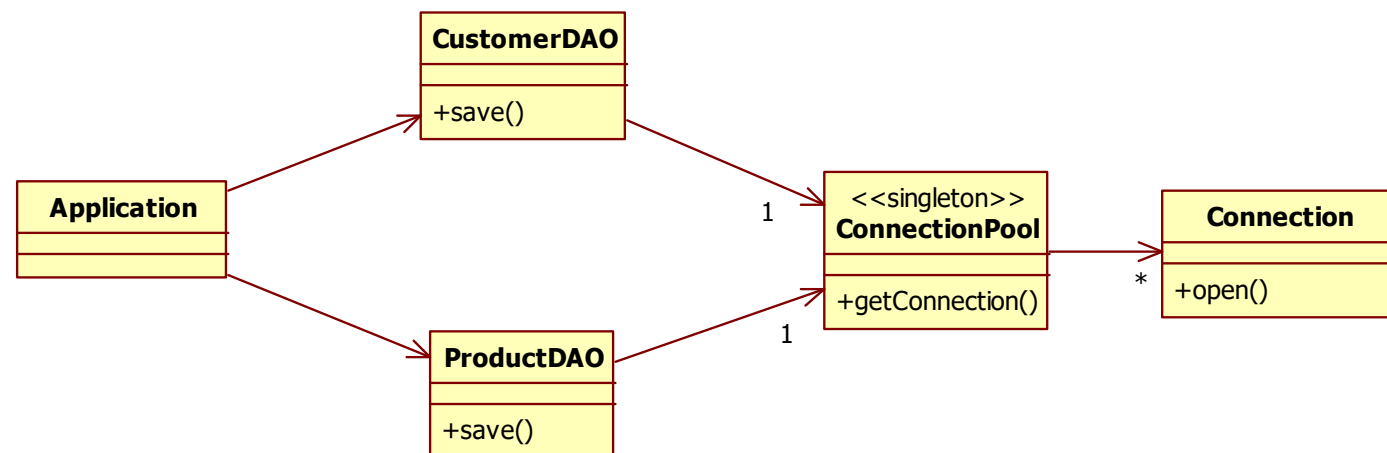 CustomerDAO
+save()
Application
1
<<singleton>>
ConnectionPool
+getConnection()
Connection
*
+open()
1
ProductDAO
+save()